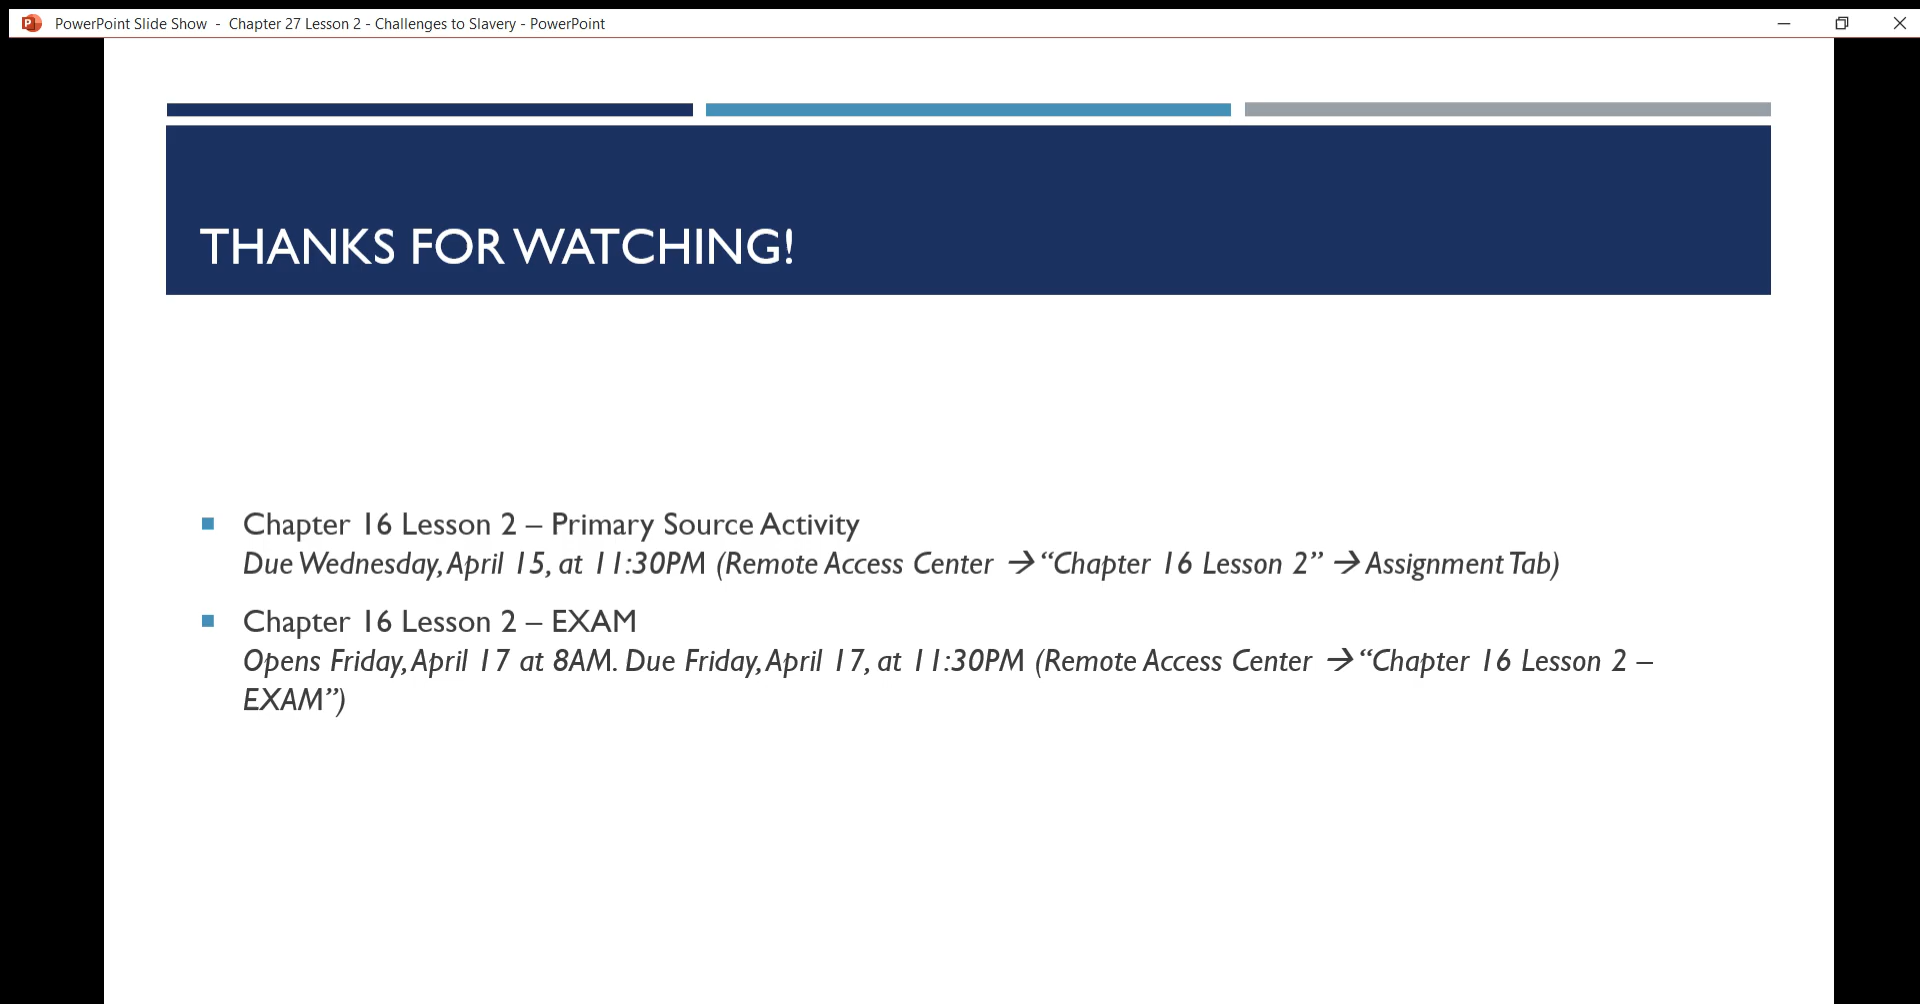 PowerPoint Slide Show - Chapter 27 Lesson 2 - Challenges to Slavery - PowerPoint
THANKS FOR WATCHING!
Chapter 16 Lesson 2 – Primary Source Activity
Due Wednesday, April 15, at 11:30PM (Remote Access Center → “Chapter 16 Lesson 2” → Assignment Tab)
Chapter 16 Lesson 2 – EXAM
Opens Friday, April 17 at 8AM. Due Friday, April 17, at 11:30PM (Remote Access Center → “Chapter 16 Lesson 2 –
EXAM”)